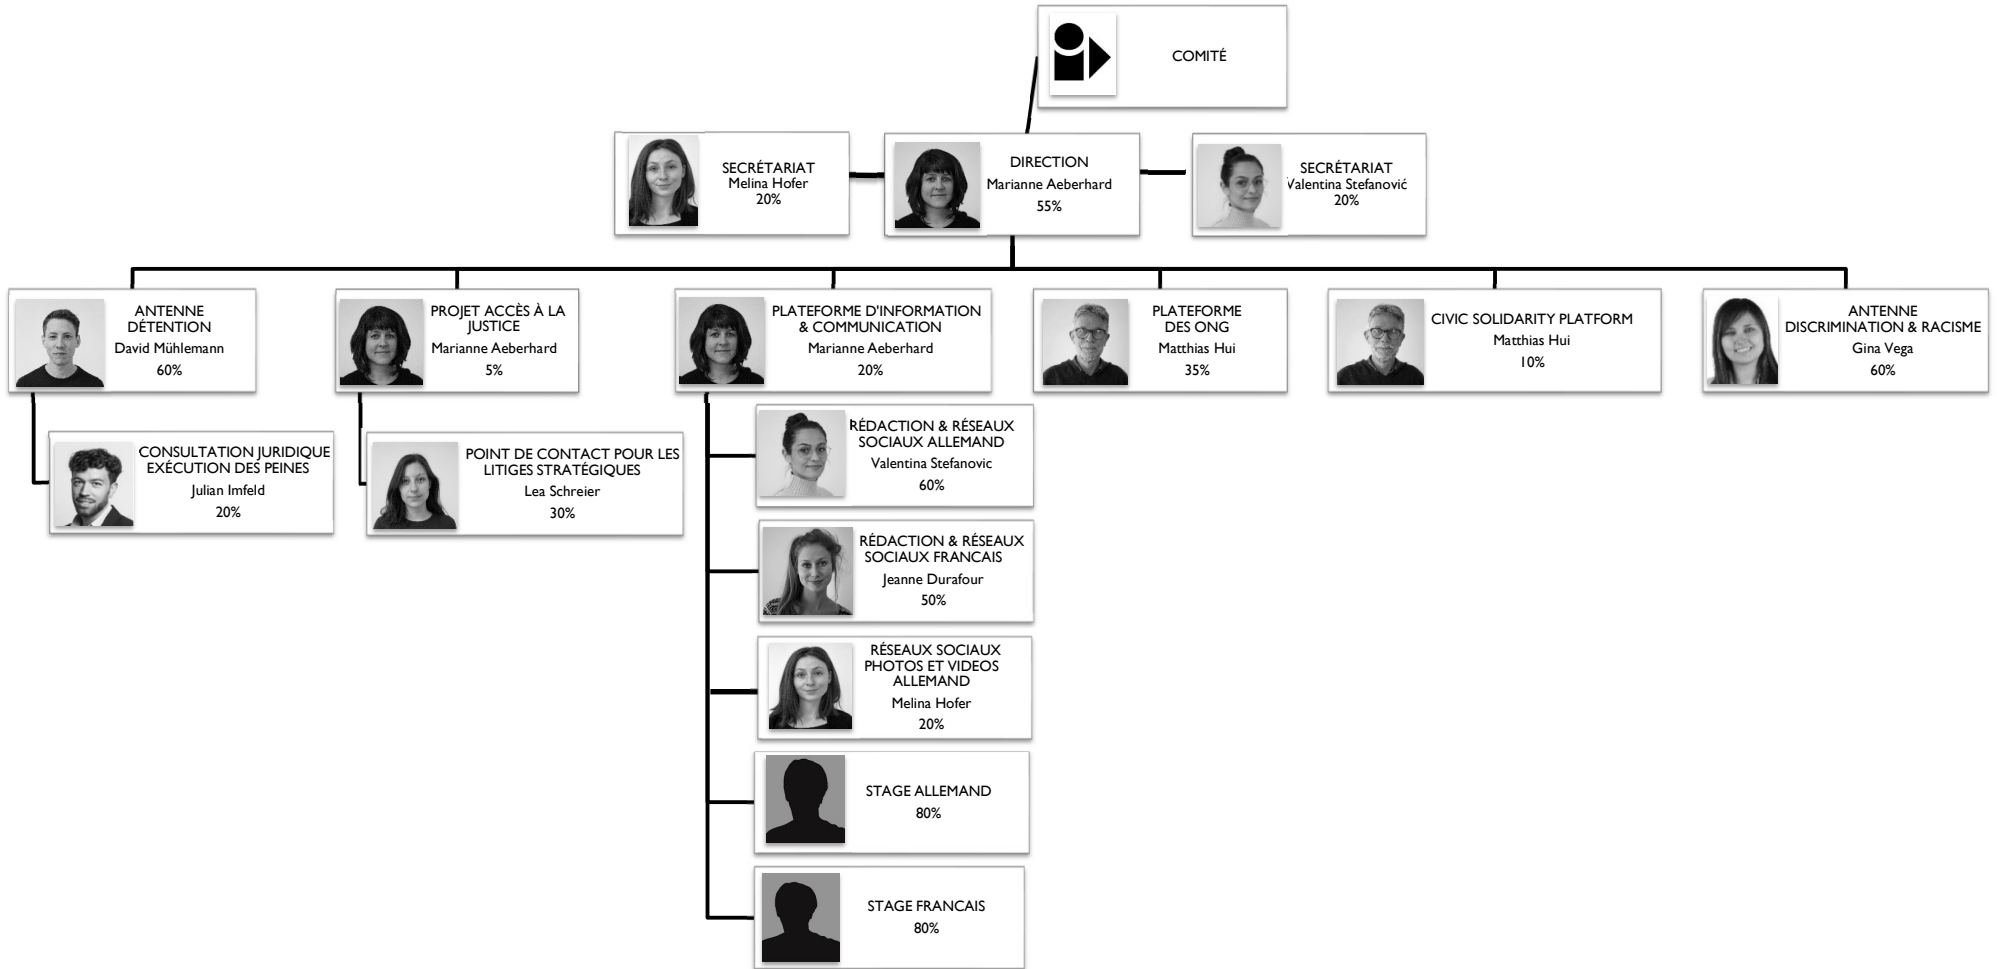 COMITÉ
SECRÉTARIAT
Melina Hofer
20%
DIRECTION
Marianne Aeberhard
55%
SECRÉTARIAT
Valentina Stefanović
20%
ANTENNE
DÉTENTION
David Mühlemann
60%
PROJET ACCÈS À LA
JUSTICE
Marianne Aeberhard
5%
PLATEFORME D'INFORMATION
& COMMUNICATION
Marianne Aeberhard
20%
PLATEFORME
DES ONG
Matthias Hui
35%
CIVIC SOLIDARITY PLATFORM
Matthias Hui
10%
ANTENNE
DISCRIMINATION & RACISME
Gina Vega
60%
CONSULTATION JURIDIQUE
EXÉCUTION DES PEINES
Julian Imfeld
20%
POINT DE CONTACT POUR LES
LITIGES STRATÉGIQUES
Lea Schreier
30%
RÉDACTION & RÉSEAUX
SOCIAUX ALLEMAND
Valentina Stefanovic
60%
RÉDACTION & RÉSEAUX
SOCIAUX FRANCAIS
Jeanne Durafour
50%
RÉSEAUX SOCIAUX
PHOTOS ET VIDEOS
ALLEMAND
Melina Hofer
20%
STAGE ALLEMAND
80%
STAGE FRANCAIS
80%